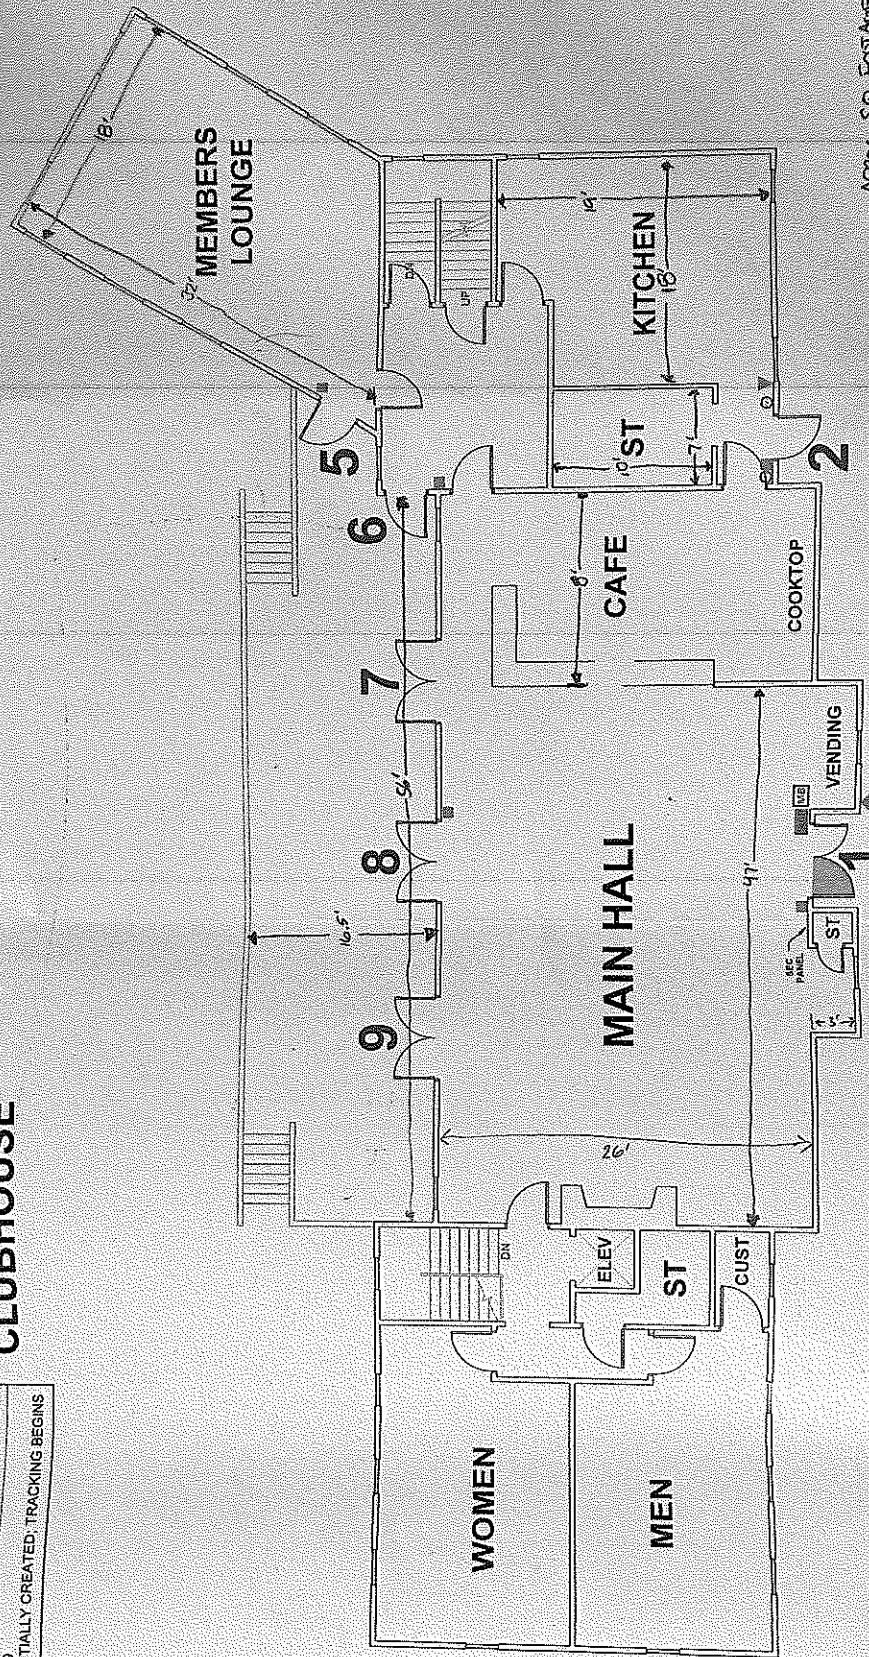 CLUBHOUSE
TIALLY CREATED; TRACKING BEGINS
MEMBERS
LOUNGE
18'
32'
5
6
7
8
9
56'
16.5'
DN
UP
KITCHEN
19'
18'
ST
10'
7'
2
CAFE
8'
COOKTOP
MAIN HALL
47'
26'
VENDING
MB
1
ST
SEC
PANEL
3'
DN
ELEV
ST
CUST
WOMEN
MEN